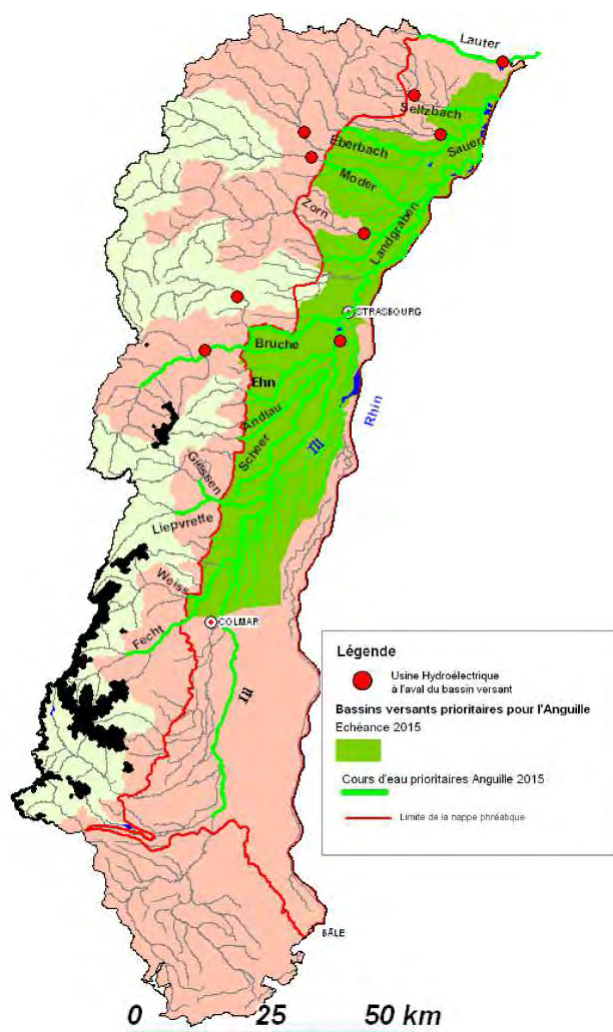 Lauter
Seltzbach
Eberbach
Sauer
Moder
Zorn
Landgraben
STRASBOURG
Bruche
Ehn
Andlau
Scheer
Rhin
Giessen
Ill
Liepvrette
Weiss
COLMAR
Fecht
Ill
Légende
Usine Hydroélectrique
à l'aval du bassin versant
Bassins versants prioritaires pour l'Anguille
Echéance 2015
Cours d'eau prioritaires Anguille 2015
Limite de la nappe phréatique
BÂLE
0 25 50 km